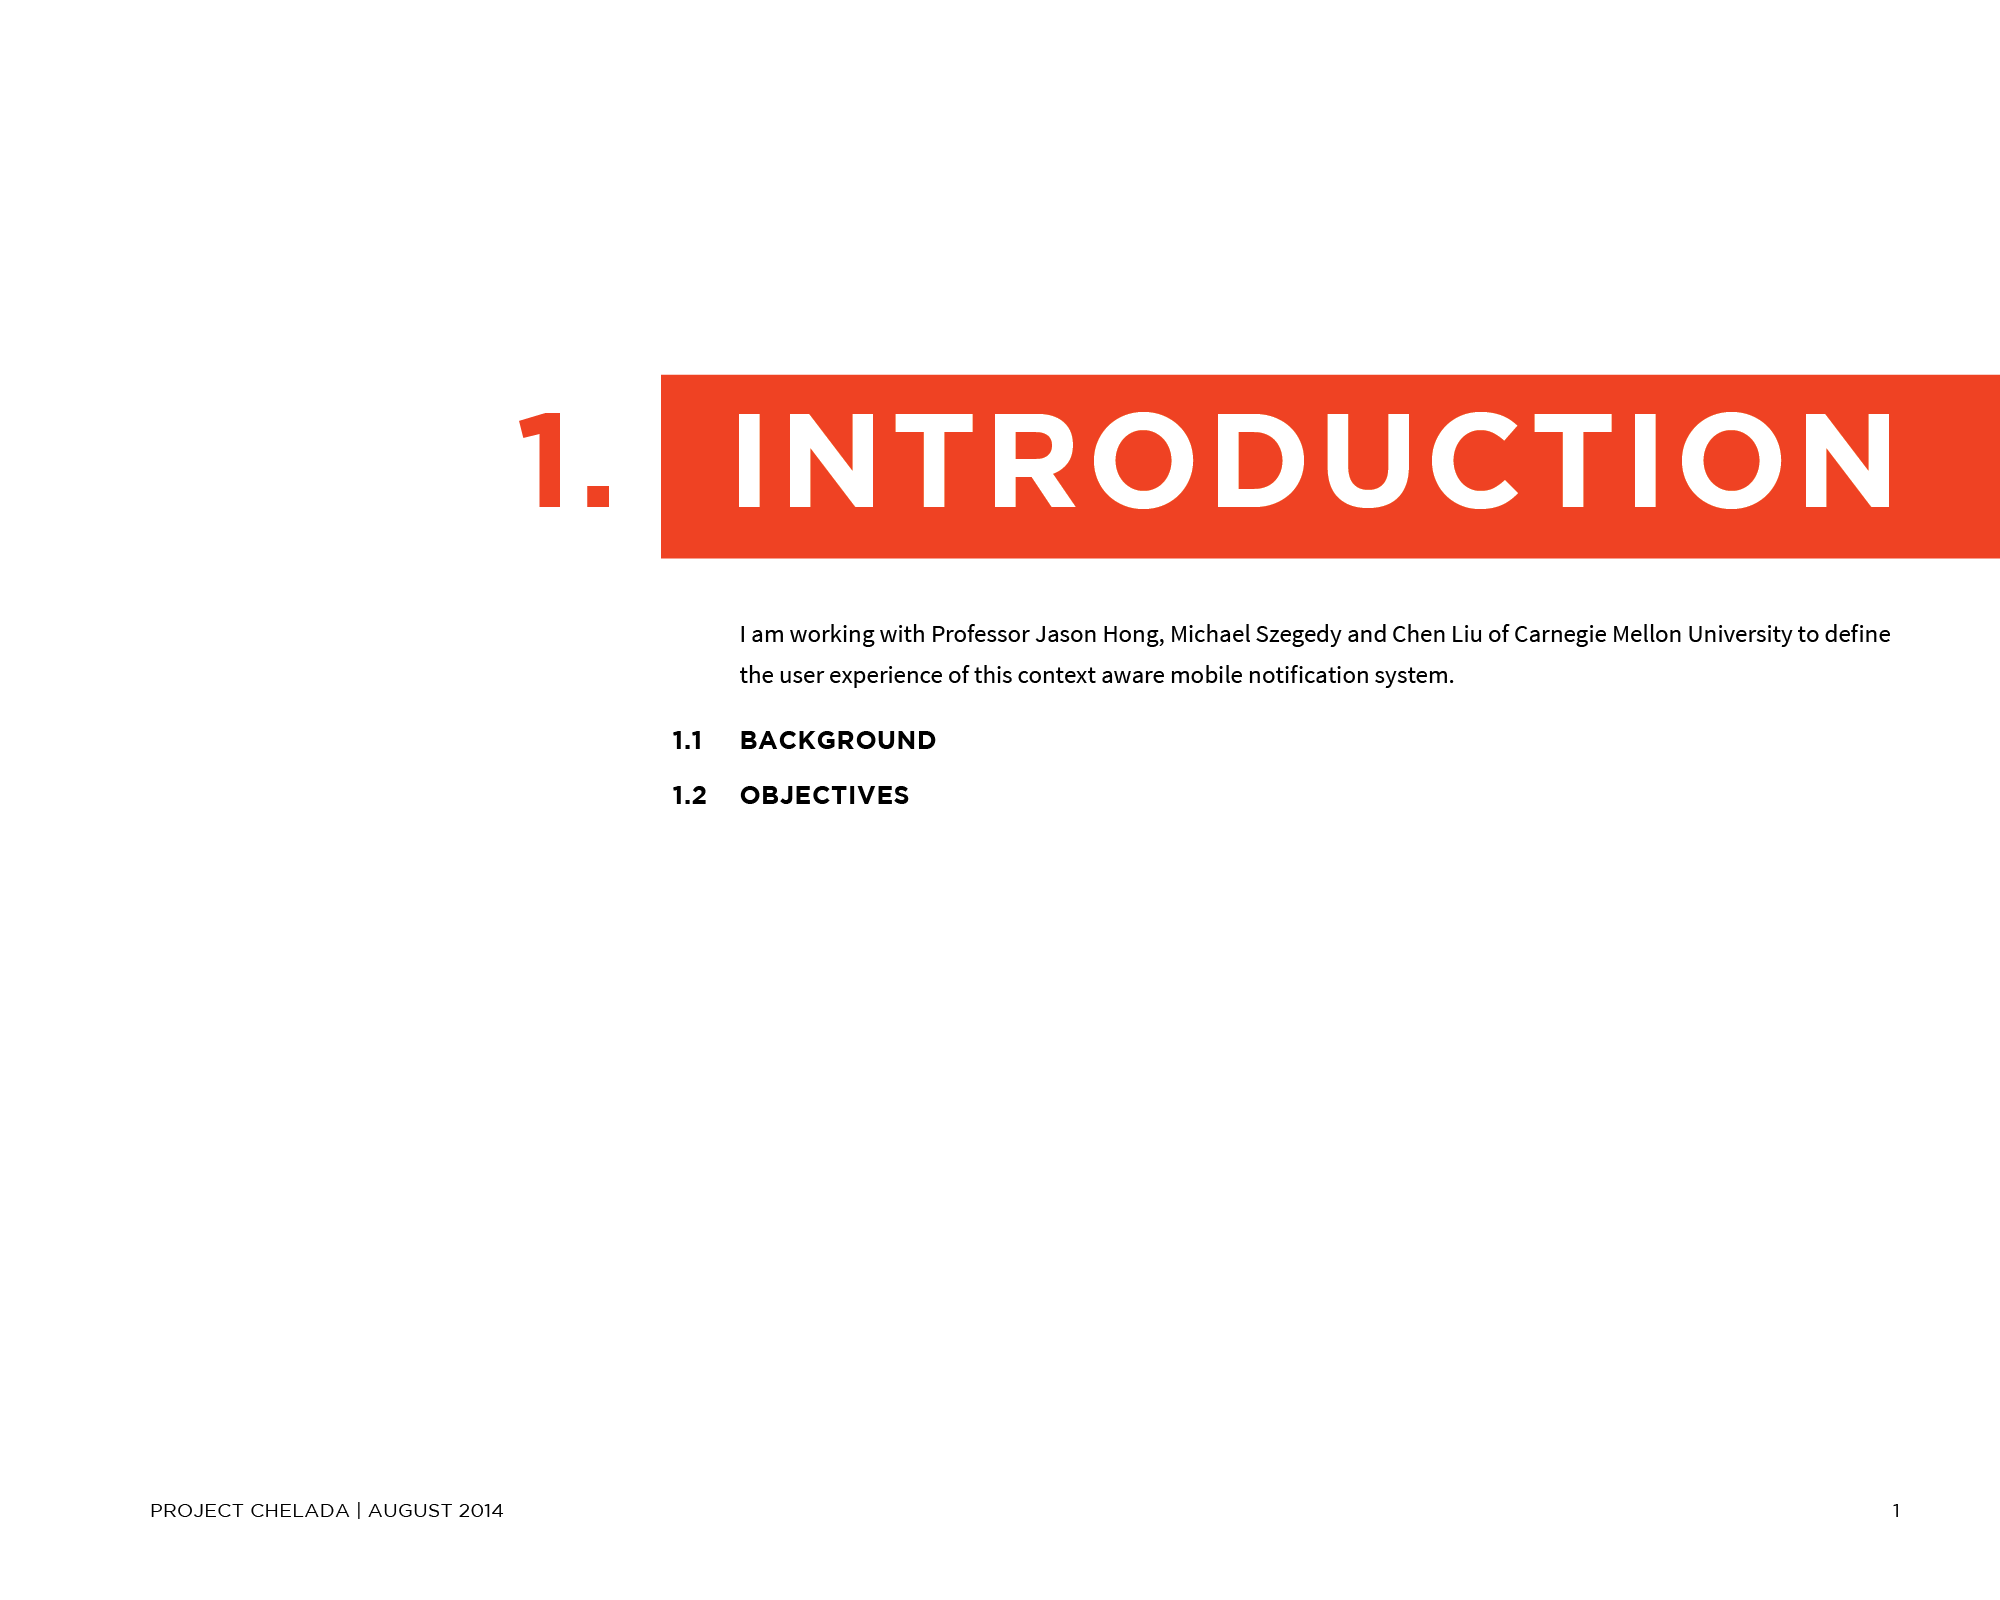 1. INTRODUCTION
I am working with Professor Jason Hong, Michael Szegedy and Chen Liu of Carnegie Mellon University to define
the user experience of this context aware mobile notification system.
1.1 BACKGROUND
1.2 OBJECTIVES
PROJECT CHELADA | AUGUST 2014 1